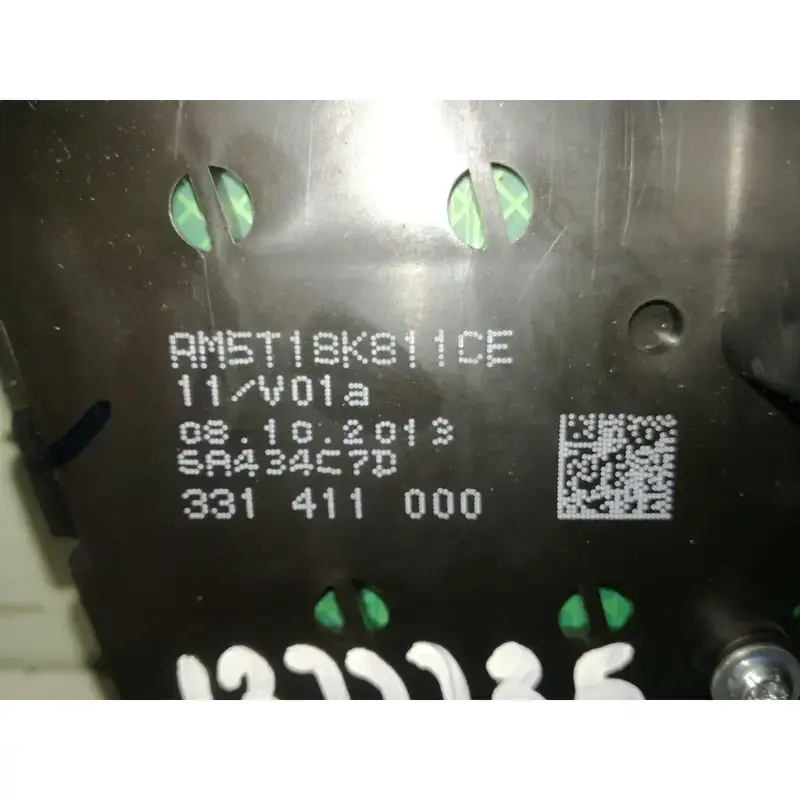 AM5T18K811CE
11/V01a
08.10.2013
6A434C7D
331 411 000